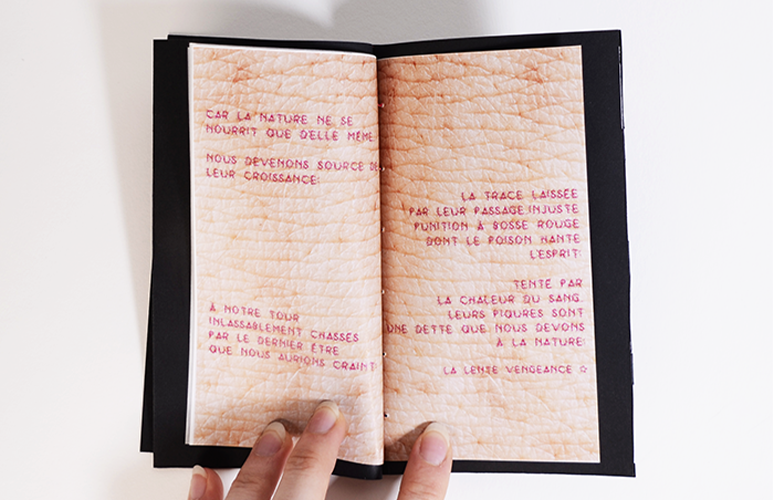 CAR LA NATURE NE SE
NOURRIT QUE D'ELLE MÊME.
NOUS DEVENONS SOURCE DE
LEUR CROISSANCE:
À NOTRE TOUR
INLASSABLEMENT CHASSÉS
PAR LE DERNIER ÊTRE
QUE NOUS AURIONS CRAINT:
LA TRACE LAISSÉE
PAR LEUR PASSAGE:INJUSTE
PUNITION À BOSSE ROUGE
DONT LE POISON HANTE
L'ESPRIT:
TENTÉ PAR
LA CHALEUR DU SANG,
LEURS PIQURES SONT
UNE DETTE QUE NOUS DEVONS
À LA NATURE:
LA LENTE VENGEANCE ☆